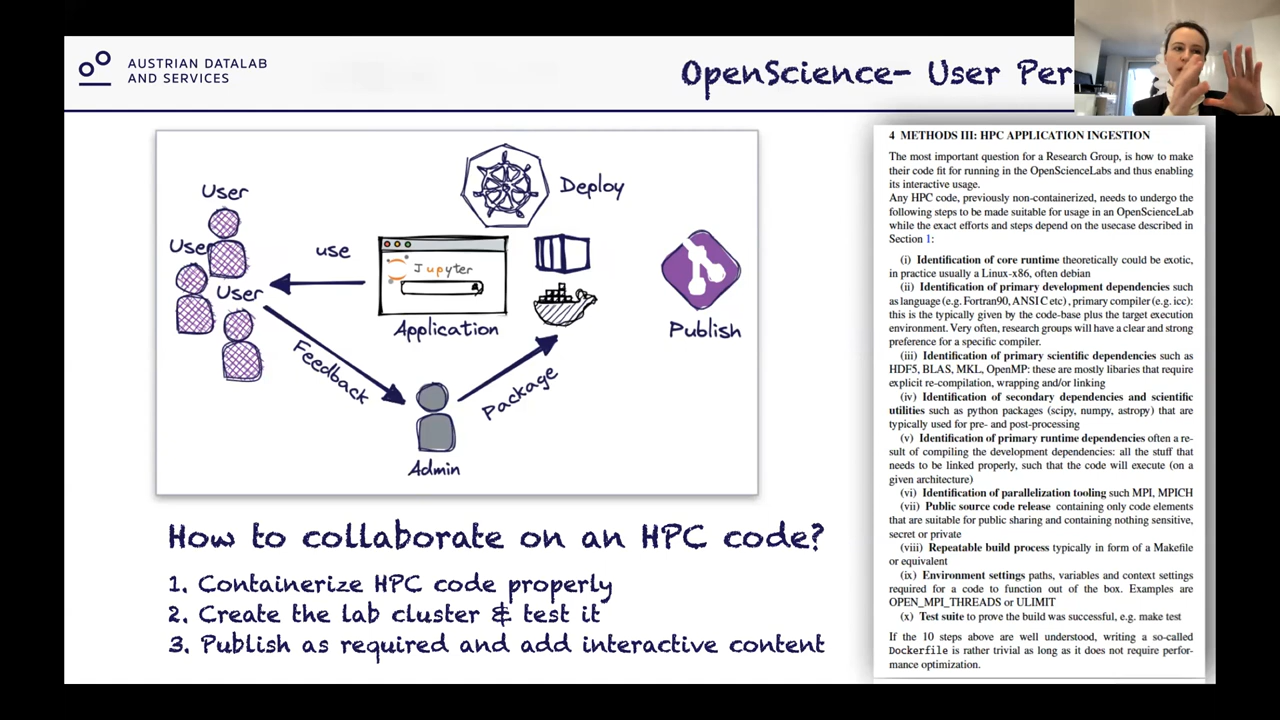 AUSTRIAN DATALAB
AND SERVICES
OpenScience- User Per
User
User
User
use
Feedback
Jupyter
Application
Deploy
Package
Admin
Publish
How to collaborate on an HPC code?
1. Containerize HPC code properly
2. Create the lab cluster & test it
3. Publish as required and add interactive content
4 METHODS III: HPC APPLICATION INGESTION
The most important question for a Research Group, is how to make
their code fit for running in the OpenScienceLabs and thus enabling
its interactive usage.
Any HPC code, previously non-containerized, needs to undergo the
following steps to be made suitable for usage in an OpenScienceLab
while the exact efforts and steps depend on the usecase described in
Section 1:
(i) Identification of core runtime theoretically could be exotic,
in practice usually a Linux-x86, often debian
(ii) Identification of primary development dependencies such
as language (e.g. Fortran90, ANSI C etc), primary compiler (e.g. icc):
this is the typically given by the code-base plus the target execution
environment. Very often, research groups will have a clear and strong
preference for a specific compiler.
(iii) Identification of primary scientific dependencies such as
HDF5, BLAS, MKL, OpenMP: these are mostly libaries that require
explicit re-compilation, wrapping and/or linking
(iv) Identification of secondary dependencies and scientific
utilities such as python packages (scipy, numpy, astropy) that are
typically used for pre- and post-processing
(v) Identification of primary runtime dependencies often a re-
sult of compiling the development dependencies: all the stuff that
needs to be linked properly, such that the code will execute (on a
given architecture)
(vi) Identification of parallelization tooling such MPI, MPICH
(vii) Public source code release containing only code elements
that are suitable for public sharing and containing nothing sensitive,
secret or private
(viii) Repeatable build process typically in form of a Makefile
or equivalent
(ix) Environment settings paths, variables and context settings
required for a code to function out of the box. Examples are
OPEN_MPI_THREADS or ULIMIT
(x) Test suite to prove the build was successful, e.g. make test
If the 10 steps above are well understood, writing a so-called
Dockerfile is rather trivial as long as it does not require perfor-
mance optimization.